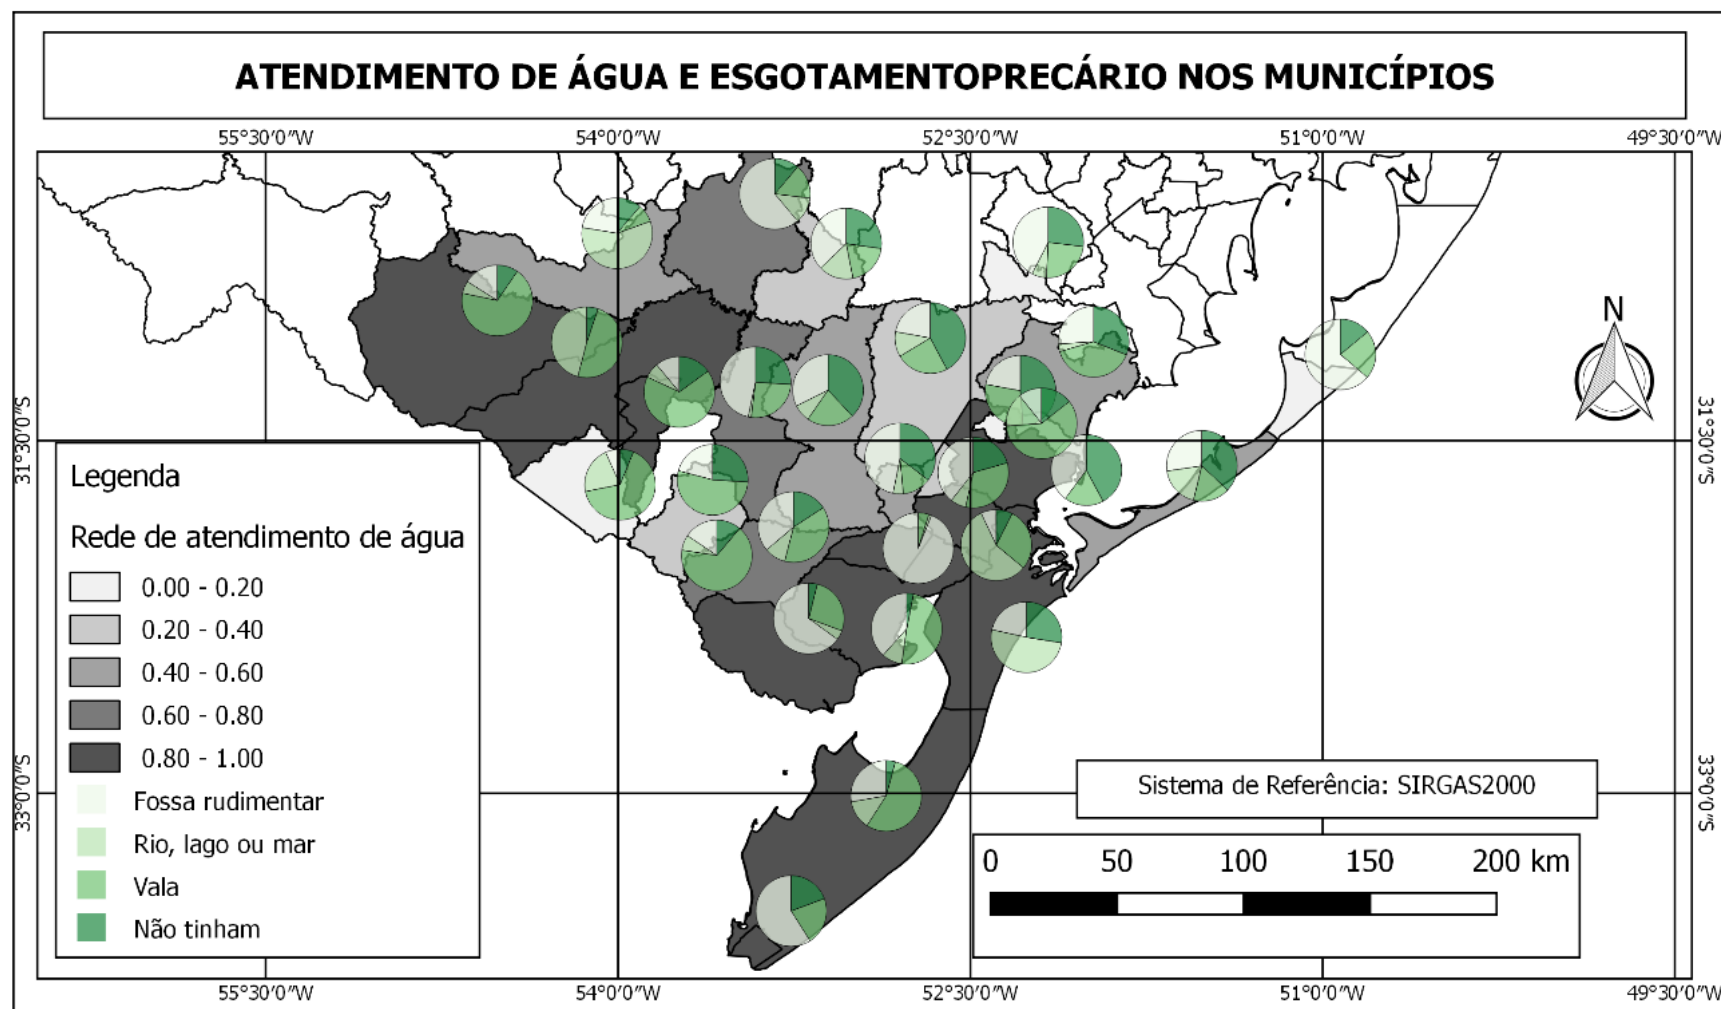 ATENDIMENTO DE ÁGUA E ESGOTAMENTOPRECÁRIO NOS MUNICÍPIOS
55°30'0"W 54°0'0"W 52°30'0"W 51°0'0"W 49°30'0"W
N
31°30'0"S 31°30'0"S
Legenda
Rede de atendimento de água
0.00 - 0.20
0.20 - 0.40
0.40 - 0.60
0.60 - 0.80
0.80 - 1.00
Fossa rudimentar
Rio, lago ou mar
Vala
Não tinham
33°0'0"S 33°0'0"S
Sistema de Referência: SIRGAS2000
0 50 100 150 200 km
55°30'0"W 54°0'0"W 52°30'0"W 51°0'0"W 49°30'0"W